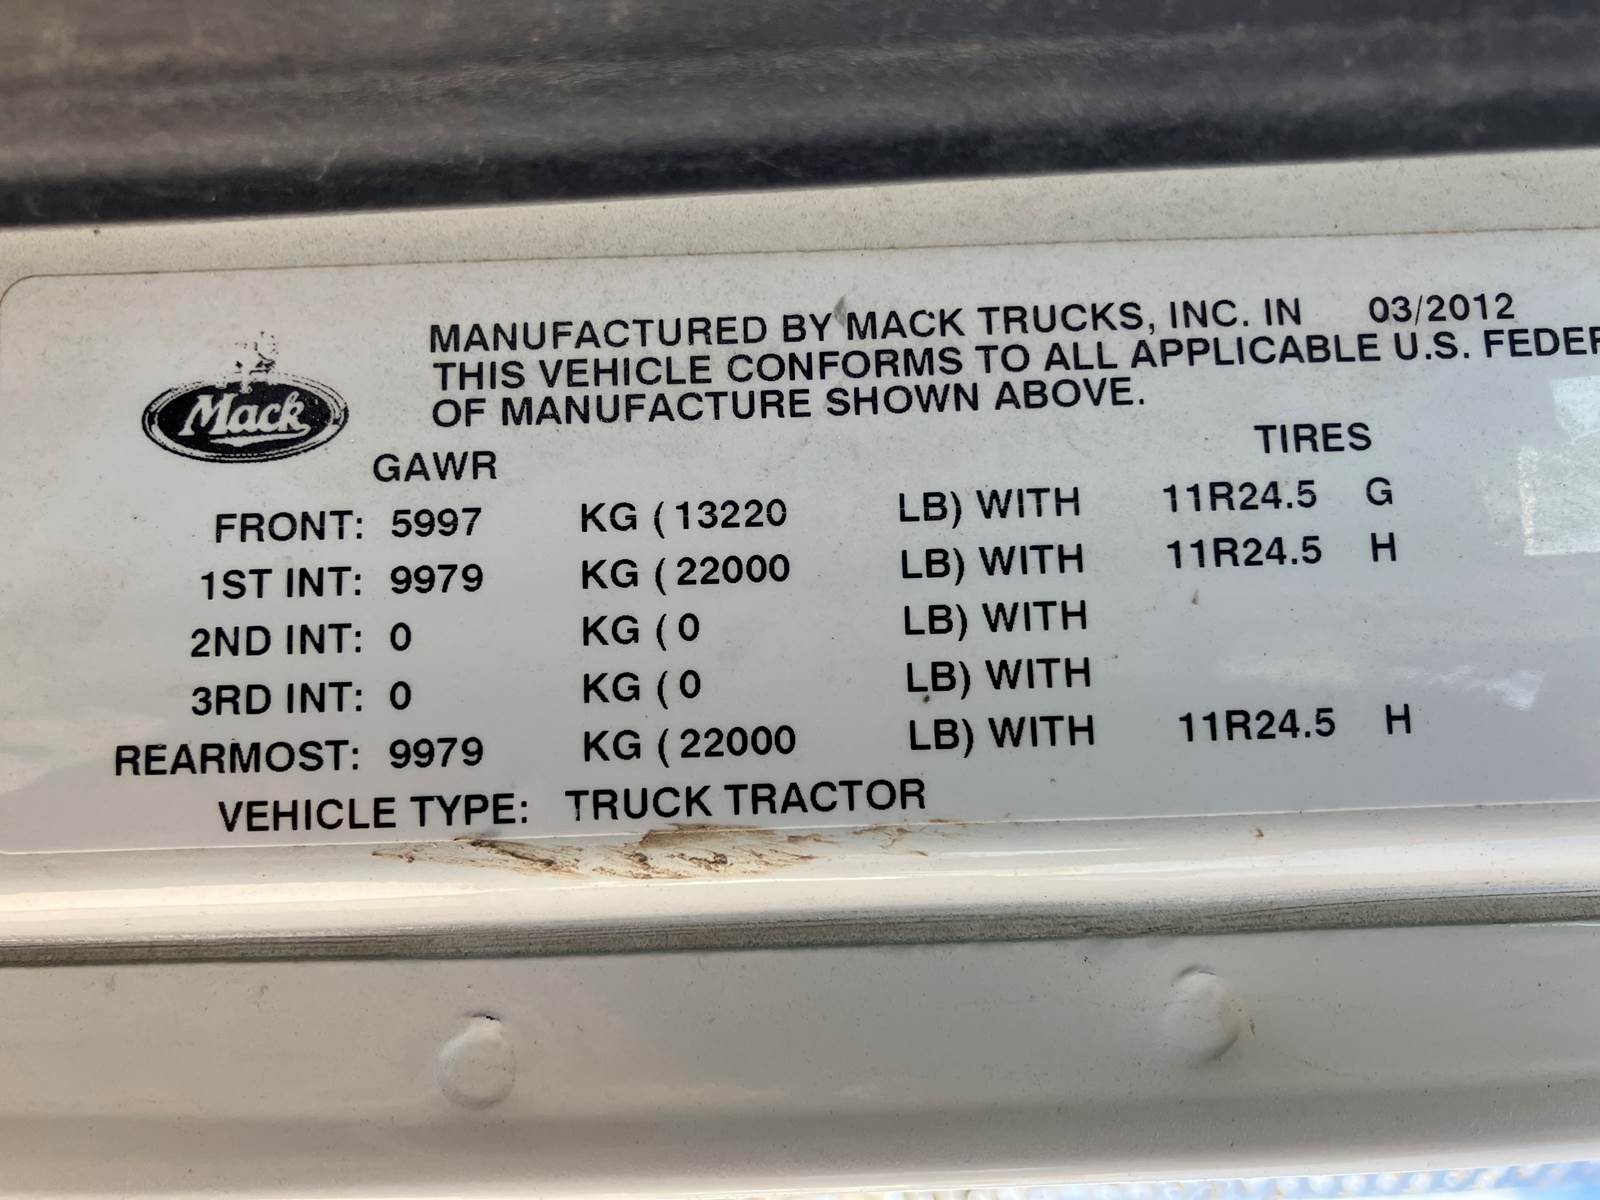 MANUFACTURED BY MACK TRUCKS, INC. IN 03/2012
THIS VEHICLE CONFORMS TO ALL APPLICABLE U.S. FEDER
OF MANUFACTURE SHOWN ABOVE.
Mack
GAWR TIRES
FRONT: 5997 KG ( 13220 LB) WITH 11R24.5 G
1ST INT: 9979 KG ( 22000 LB) WITH 11R24.5 H
2ND INT: 0 KG ( 0 LB) WITH
3RD INT: 0 KG ( 0 LB) WITH
REARMOST: 9979 KG ( 22000 LB) WITH 11R24.5 H
VEHICLE TYPE: TRUCK TRACTOR